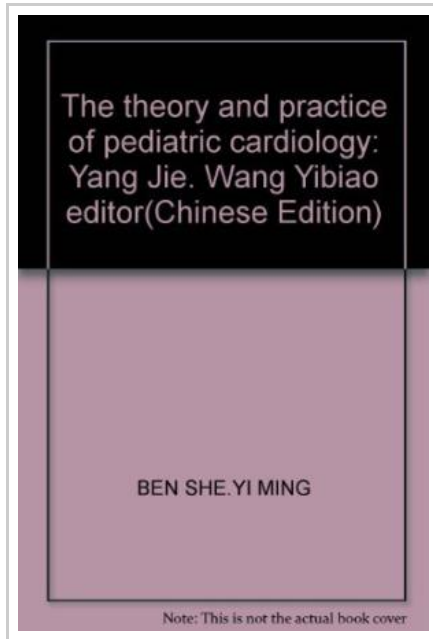 The theory and practice
of pediatric cardiology:
Yang Jie. Wang Yibiao
editor(Chinese Edition)
BEN SHE.YI MING
Note: This is not the actual book cover